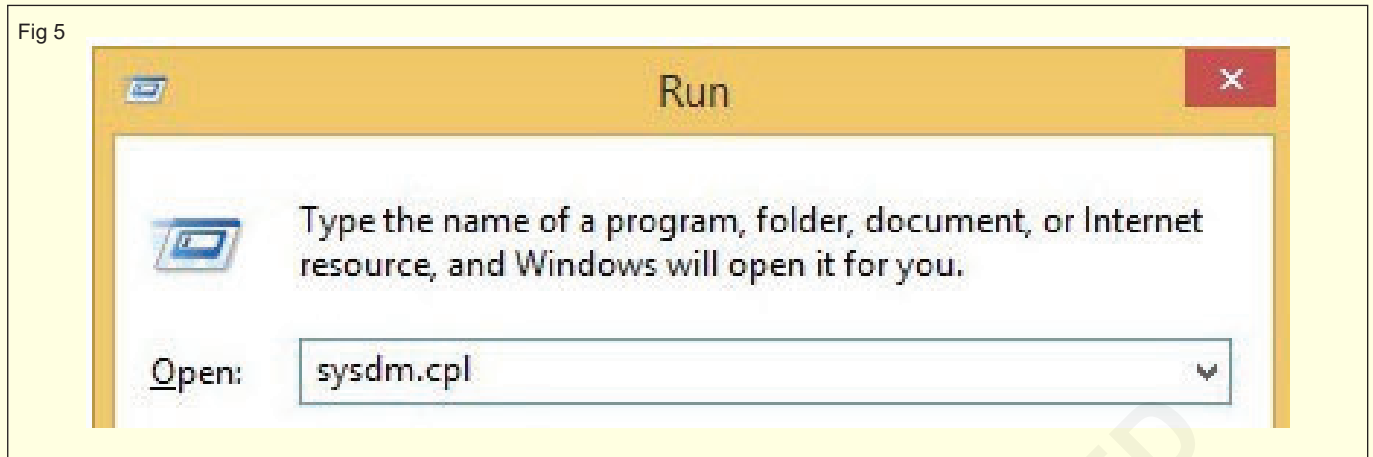 Fig 5
Run
Type the name of a program, folder, document, or Internet
resource, and Windows will open it for you.
Open:
sysdm.cpl